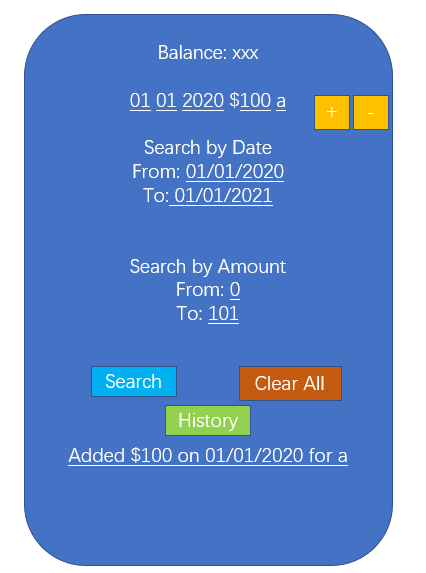 Balance: xxx
01 01 2020 $100 a
+ -
Search by Date
From: 01/01/2020
To: 01/01/2021
Search by Amount
From: 0
To: 101
Search Clear All
History
Added $100 on 01/01/2020 for a